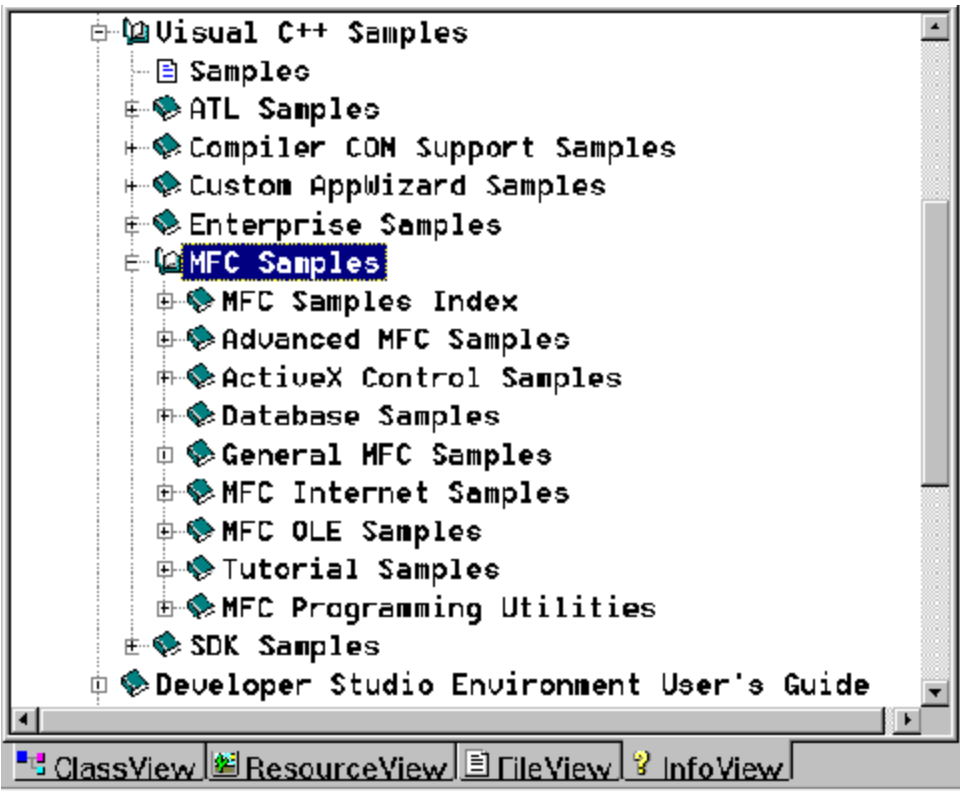 Visual C++ Samples
Samples
ATL Samples
Compiler COM Support Samples
Custom AppWizard Samples
Enterprise Samples
MFC Samples
MFC Samples Index
Advanced MFC Samples
ActiveX Control Samples
Database Samples
General MFC Samples
MFC Internet Samples
MFC OLE Samples
Tutorial Samples
MFC Programming Utilities
SDK Samples
Developer Studio Environment User's Guide
ClassView ResourceView FileView InfoView